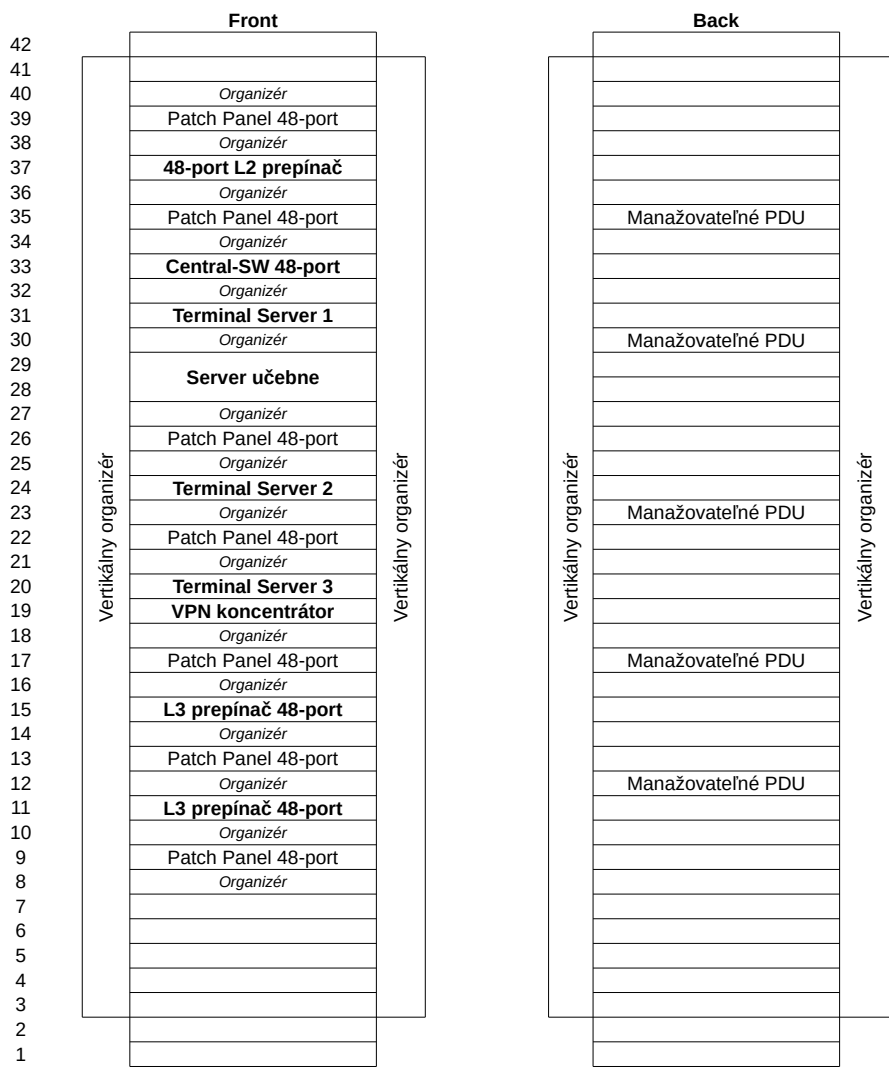 Front Back
42
41
40 Organizér
39 Patch Panel 48-port
38 Organizér
37 48-port L2 prepínač
36 Organizér
35 Patch Panel 48-port Manažovateľné PDU
34 Organizér
33 Central-SW 48-port
32 Organizér
31 Terminal Server 1
30 Organizér Manažovateľné PDU
29
Server učebne
28
27 Organizér
26 Patch Panel 48-port
25 Organizér
24 Terminal Server 2
23 Organizér Manažovateľné PDU
22 Patch Panel 48-port
21 Organizér
20 Terminal Server 3
19 VPN koncentrátor
18 Organizér
17 Patch Panel 48-port Manažovateľné PDU
16 Organizér
15 L3 prepínač 48-port
14 Organizér
13 Patch Panel 48-port
12 Organizér Manažovateľné PDU
11 L3 prepínač 48-port
10 Organizér
9 Patch Panel 48-port
8 Organizér
7
6
5
4
3
2
1
Vertikálny organizér
Vertikálny organizér
Vertikálny organizér
Vertikálny organizér